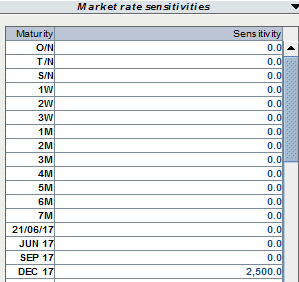 Market rate sensitivities
Maturity Sensitivity
O/N 0.0
T/N 0.0
S/N 0.0
1W 0.0
2W 0.0
3W 0.0
1M 0.0
2M 0.0
3M 0.0
4M 0.0
5M 0.0
6M 0.0
7M 0.0
21/06/17 0.0
JUN 17 0.0
SEP 17 0.0
DEC 17 2,500.0